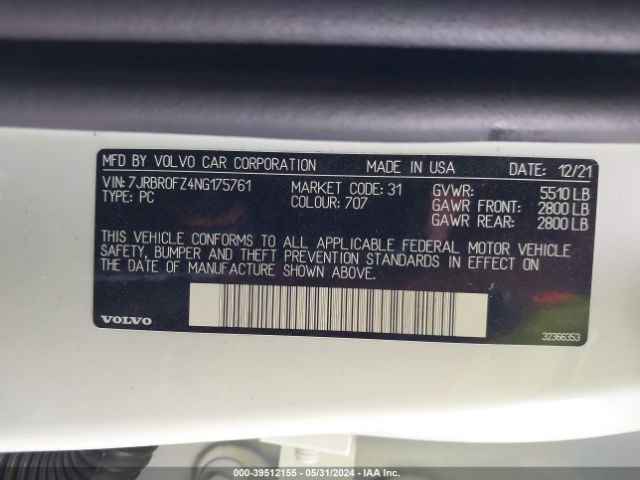 MFD BY VOLVO CAR CORPORATION MADE IN USA DATE: 12/21
VIN: 7JRBR0FZ4NG175761 MARKET CODE: 31 GVWR: 5510 LB
TYPE: PC COLOUR: 707 GAWR FRONT: 2800 LB
GAWR REAR: 2800 LB
THIS VEHICLE CONFORMS TO ALL APPLICABLE FEDERAL MOTOR VEHICLE
SAFETY, BUMPER AND THEFT PREVENTION STANDARDS IN EFFECT ON
THE DATE OF MANUFACTURE SHOWN ABOVE.
VOLVO 32366353
000-39512155 - 05/31/2024 - IAA Inc.